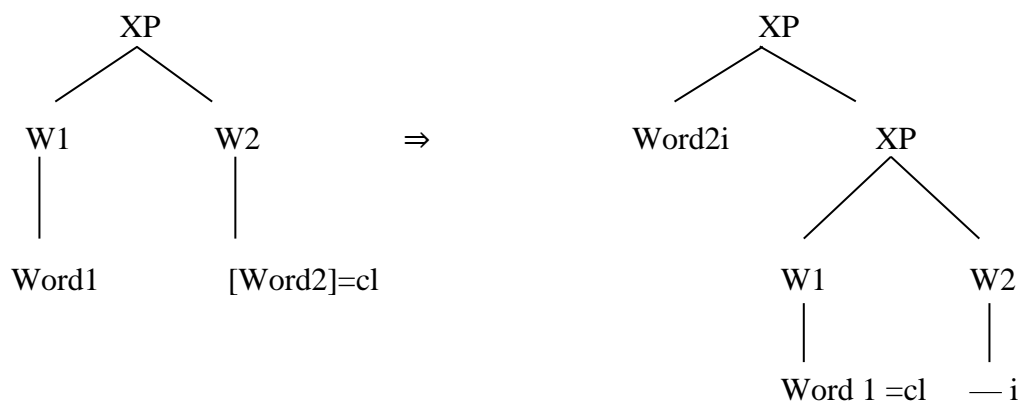 XP XP
W1 W2 ⇒ Word2i XP
Word1 [Word2]=cl W1 W2
Word 1 =cl — i